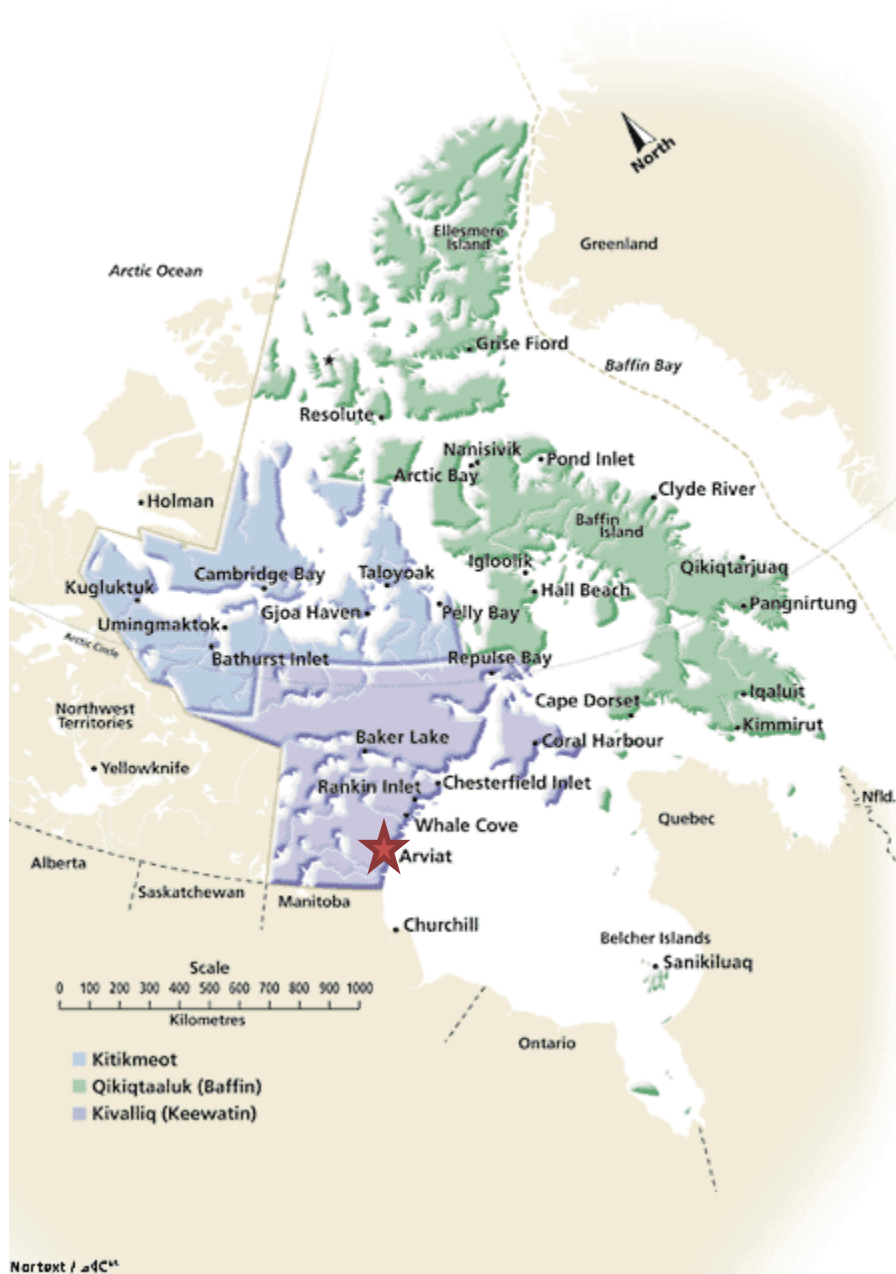 North
Ellesmere
Island
Greenland
Arctic Ocean
Grise Fiord
Baffin Bay
Resolute
Nanisivik
Pond Inlet
Arctic Bay
Clyde River
Holman
Baffin
Island
Igloolik
Qikiqtarjuaq
Cambridge Bay
Taloyoak
Kugluktuk
Hall Beach
Gjoa Haven
Pelly Bay
Pangnirtung
Umingmaktok
Arctic Circle
Bathurst Inlet
Repulse Bay
Iqaluit
Cape Dorset
Northwest
Territories
Kimmirut
Baker Lake
Coral Harbour
Yellowknife
Chesterfield Inlet
Rankin Inlet
Nfld.
Whale Cove
Quebec
Arviat
Alberta
Saskatchewan
Manitoba
Churchill
Belcher Islands
Sanikiluaq
Scale
0 100 200 300 400 500 600 700 800 900 1000
Kilometres
Ontario
Kitikmeot
Qikiqtaaluk (Baffin)
Kivalliq (Keewatin)
Nortext / ᓄᐊᑕᒃᔅ